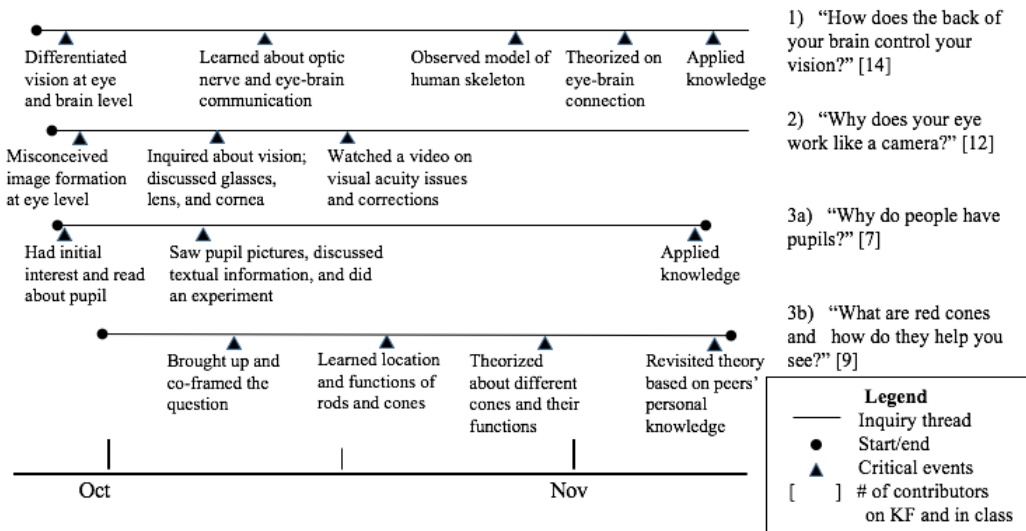 Differentiated
vision at eye
and brain level
Learned about optic
nerve and eye-brain
communication
Observed model of
human skeleton
Theorized on
eye-brain
connection
Applied
knowledge
1) “How does the back of
your brain control your
vision?” [14]
Misconceived
image formation
at eye level
Inquired about vision;
discussed glasses,
lens, and cornea
Watched a video on
visual acuity issues
and corrections
2) “Why does your eye
work like a camera?” [12]
Had initial
interest and read
about pupil
Saw pupil pictures, discussed
textual information, and did
an experiment
Applied
knowledge
3a) “Why do people have
pupils?” [7]
Brought up and
co-framed the
question
Learned location
and functions of
rods and cones
Theorized
about different
cones and their
functions
Revisited theory
based on peers’
personal
knowledge
3b) “What are red cones
and how do they help you
see?” [9]
Oct
Nov
Legend
Inquiry thread
Start/end
Critical events
[ ] # of contributors
on KF and in class